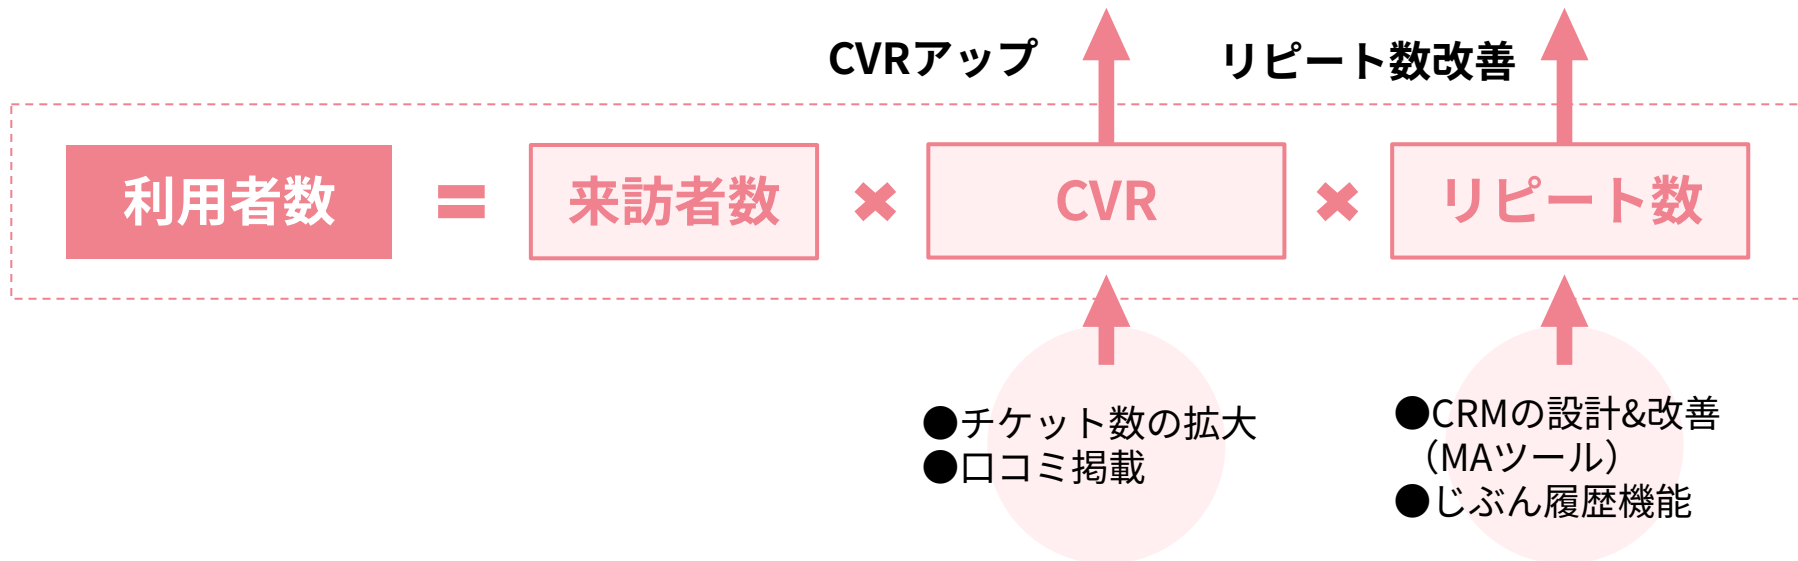 CVRアップ
リピート数改善
利用者数 = 来訪者数 × CVR × リピート数
●チケット数の拡大
●口コミ掲載
●CRMの設計&改善
（MAツール）
●じぶん履歴機能